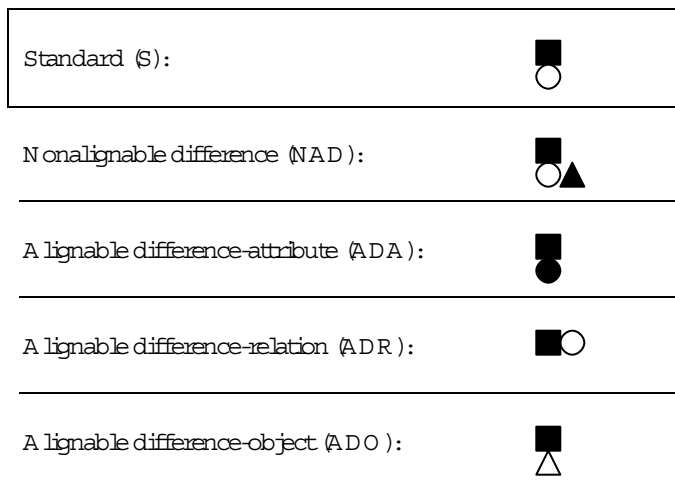 Standard (S):
Nonalignable difference (NAD):
Alignable difference-attribute (ADA):
Alignable difference-relation (ADR):
Alignable difference-object (ADO):